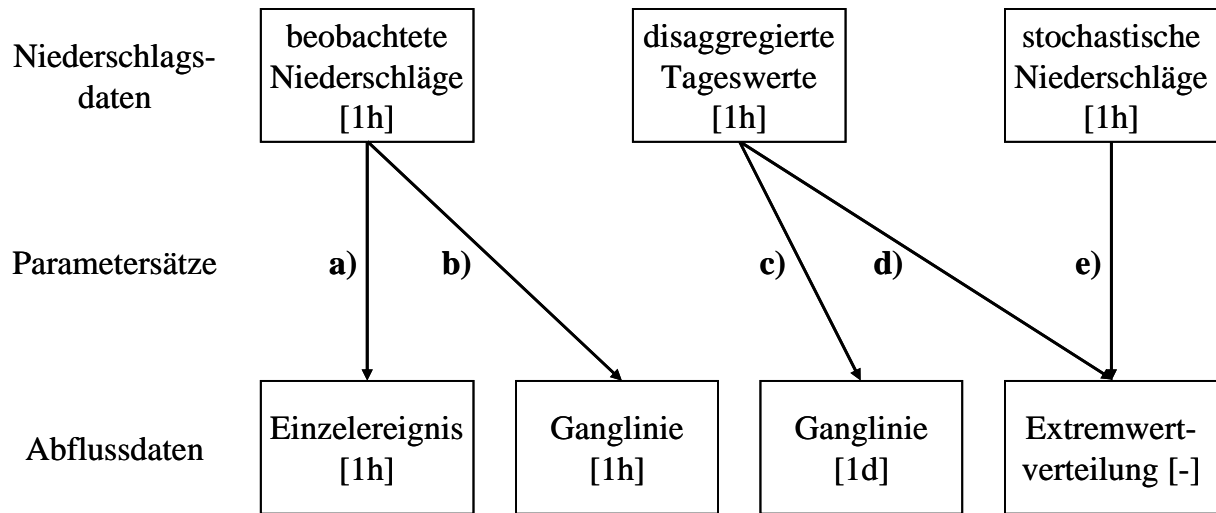 Niederschlags-
daten
beobachtete
Niederschläge
[1h]
disaggregierte
Tageswerte
[1h]
stochastische
Niederschläge
[1h]
Parametersätze
a)
b)
c)
d)
e)
Abflussdaten
Einzelereignis
[1h]
Ganglinie
[1h]
Ganglinie
[1d]
Extremwert-
verteilung [-]